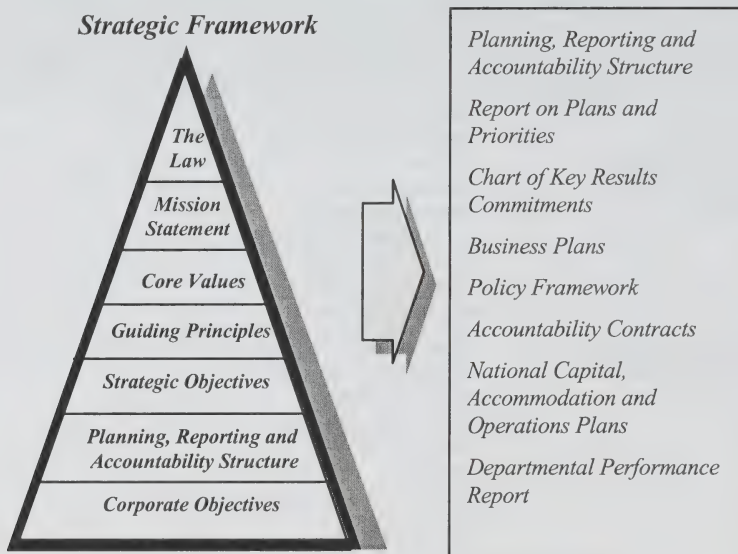 Strategic Framework
The
Law
Mission
Statement
Core Values
Guiding Principles
Strategic Objectives
Planning, Reporting and
Accountability Structure
Corporate Objectives
Planning, Reporting and
Accountability Structure
Report on Plans and
Priorities
Chart of Key Results
Commitments
Business Plans
Policy Framework
Accountability Contracts
National Capital,
Accommodation and
Operations Plans
Departmental Performance
Report